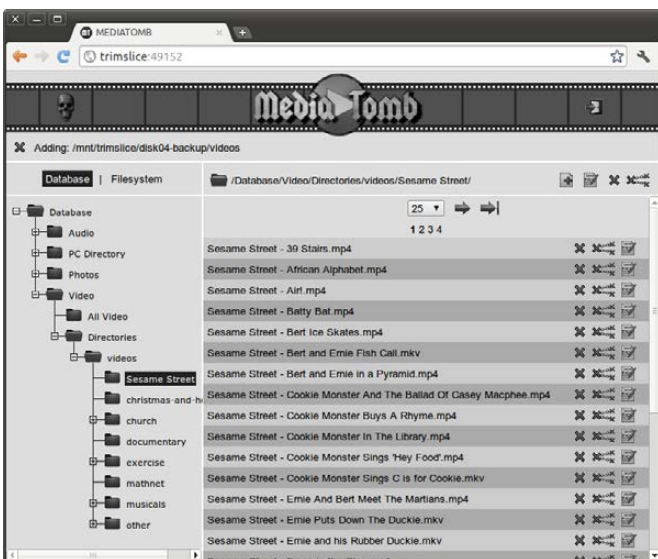 MEDIATOMB
trimslice:49152
Media Tomb
Adding: /mnt/trimslice/disk04-backup/videos
Database | Filesystem
/Database/Video/Directories/videos/Sesame Street/
Database
Audio
PC Directory
Photos
Video
All Video
Directories
videos
Sesame Street
christmas-and-h
church
documentary
exercise
mathnet
musicals
other
25
1 2 3 4
Sesame Street - 39 Stairs.mp4
Sesame Street - African Alphabet.mp4
Sesame Street - Air!.mp4
Sesame Street - Batty Bat.mp4
Sesame Street - Bert Ice Skates.mp4
Sesame Street - Bert and Ernie Fish Call.mkv
Sesame Street - Bert and Ernie in a Pyramid.mp4
Sesame Street - Cookie Monster And The Ballad Of Casey Macphee.mp4
Sesame Street - Cookie Monster Buys A Rhyme.mp4
Sesame Street - Cookie Monster In The Library.mp4
Sesame Street - Cookie Monster Sings 'Hey Food'.mp4
Sesame Street - Cookie Monster Sings C is for Cookie.mkv
Sesame Street - Ernie And Bert Meet The Martians.mp4
Sesame Street - Ernie Puts Down The Duckie.mkv
Sesame Street - Ernie and his Rubber Duckie.mkv